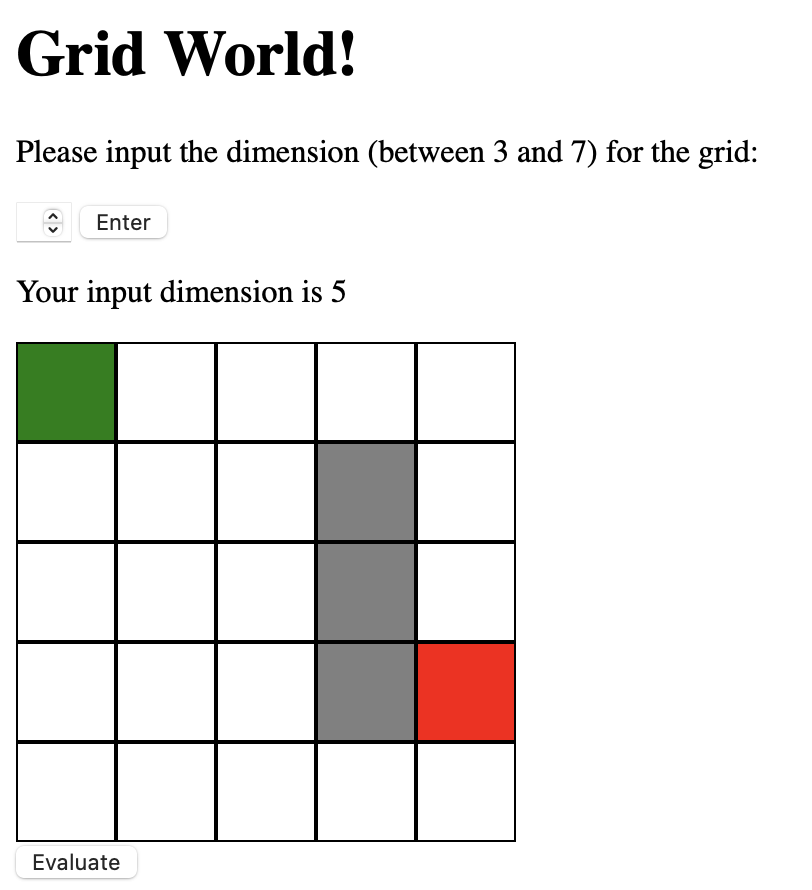 Grid World!
Please input the dimension (between 3 and 7) for the grid:
Enter
Your input dimension is 5
Evaluate